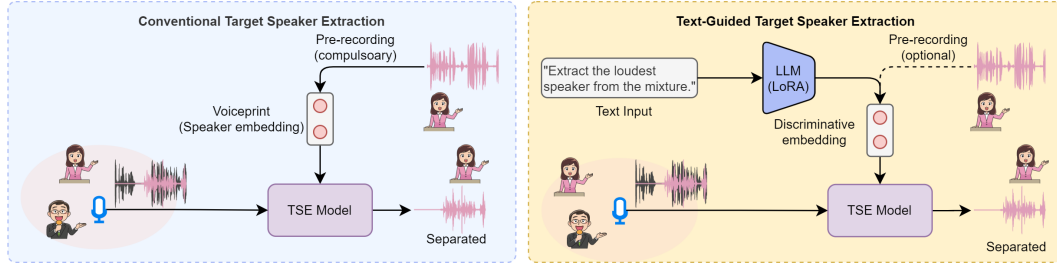 Conventional Target Speaker Extraction
Pre-recording
(compulsoary)
Voiceprint
(Speaker embedding)
TSE Model
Separated
Text-Guided Target Speaker Extraction
"Extract the loudest
speaker from the mixture."
Text Input
LLM
(LoRA)
Pre-recording
(optional)
Discriminative
embedding
TSE Model
Separated